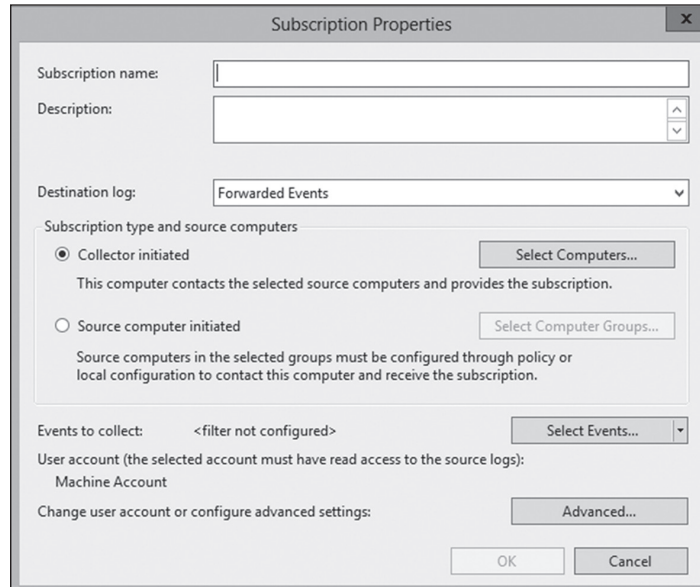 Subscription Properties
x
Subscription name:
Description:
Destination log:
Forwarded Events
Subscription type and source computers
Collector initiated
Select Computers...
This computer contacts the selected source computers and provides the subscription.
Source computer initiated
Select Computer Groups...
Source computers in the selected groups must be configured through policy or
local configuration to contact this computer and receive the subscription.
Events to collect: <filter not configured>
Select Events...
User account (the selected account must have read access to the source logs):
Machine Account
Change user account or configure advanced settings:
Advanced...
OK
Cancel